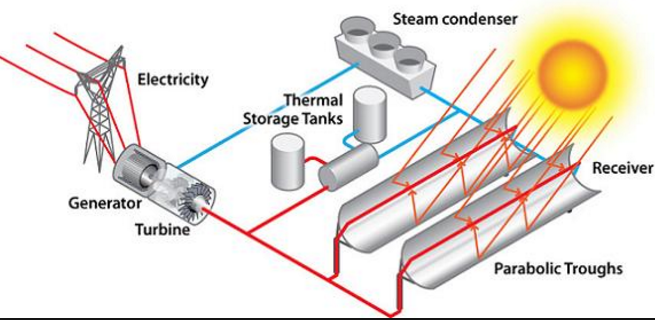 Steam condenser
Electricity
Thermal
Storage Tanks
Receiver
Generator
Turbine
Parabolic Troughs